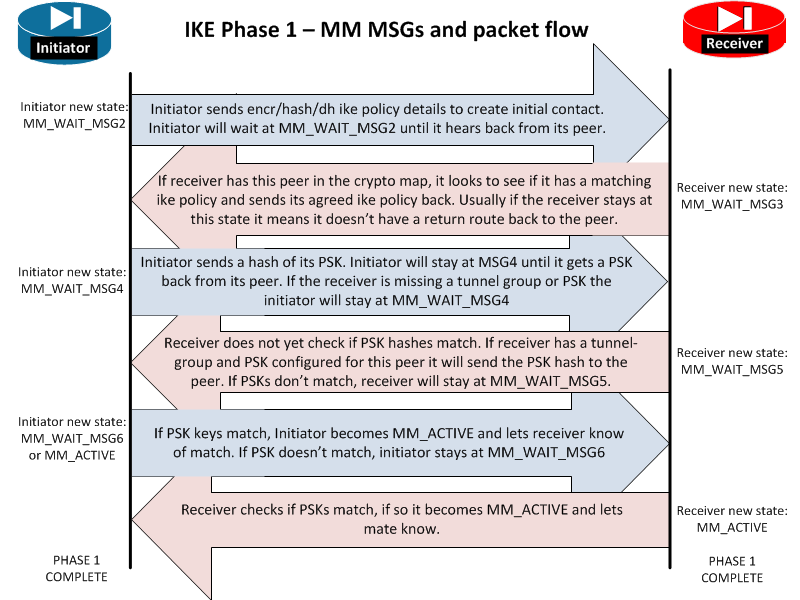 IKE Phase 1 – MM MSGs and packet flow
Initiator
Receiver
Initiator new state:
MM_WAIT_MSG2
Initiator sends encr/hash/dh ike policy details to create initial contact.
Initiator will wait at MM_WAIT_MSG2 until it hears back from its peer.
If receiver has this peer in the crypto map, it looks to see if it has a matching
ike policy and sends its agreed ike policy back. Usually if the receiver stays at
this state it means it doesn’t have a return route back to the peer.
Receiver new state:
MM_WAIT_MSG3
Initiator new state:
MM_WAIT_MSG4
Initiator sends a hash of its PSK. Initiator will stay at MSG4 until it gets a PSK
back from its peer. If the receiver is missing a tunnel group or PSK the
initiator will stay at MM_WAIT_MSG4
Receiver does not yet check if PSK hashes match. If receiver has a tunnel-
group and PSK configured for this peer it will send the PSK hash to the
peer. If PSKs don’t match, receiver will stay at MM_WAIT_MSG5.
Receiver new state:
MM_WAIT_MSG5
Initiator new state:
MM_WAIT_MSG6
or MM_ACTIVE
If PSK keys match, Initiator becomes MM_ACTIVE and lets receiver know
of match. If PSK doesn’t match, initiator stays at MM_WAIT_MSG6
Receiver checks if PSKs match, if so it becomes MM_ACTIVE and lets
mate know.
Receiver new state:
MM_ACTIVE
PHASE 1
COMPLETE
PHASE 1
COMPLETE